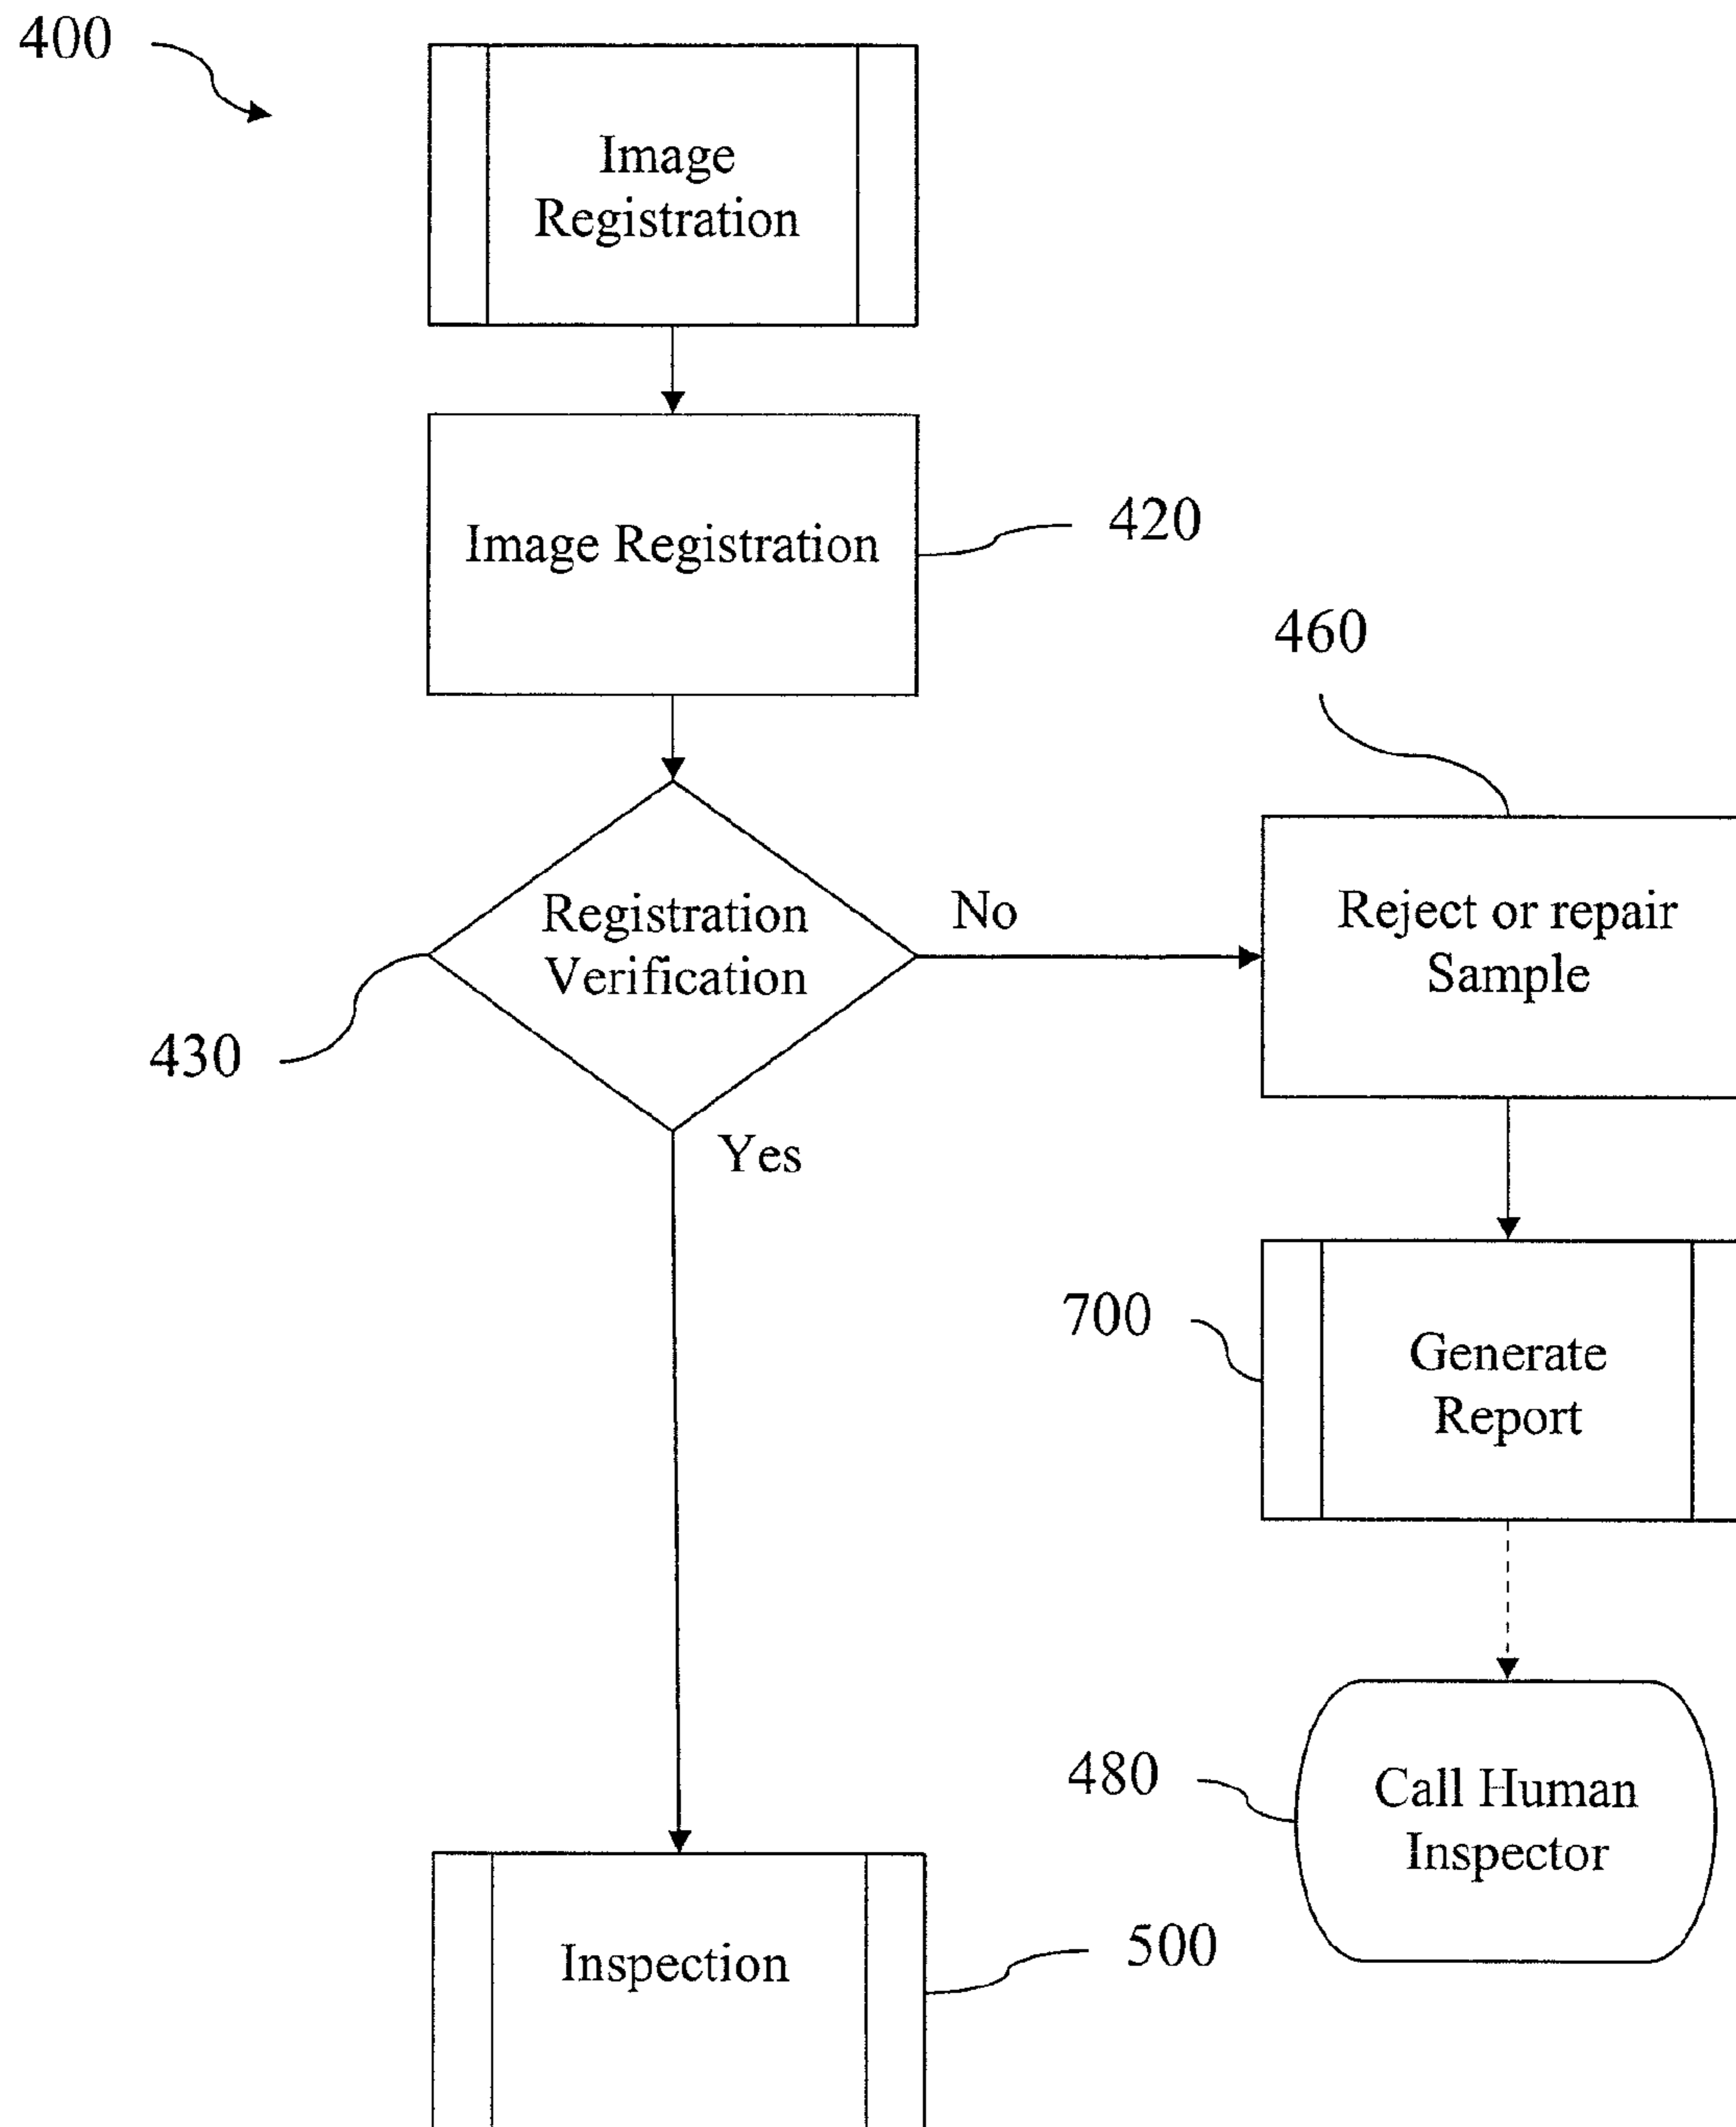 400
Image
Registration
Image Registration
420
460
Registration
Verification
No
Reject or repair
Sample
430
Yes
700
Generate
Report
480
Call Human
Inspector
Inspection
500